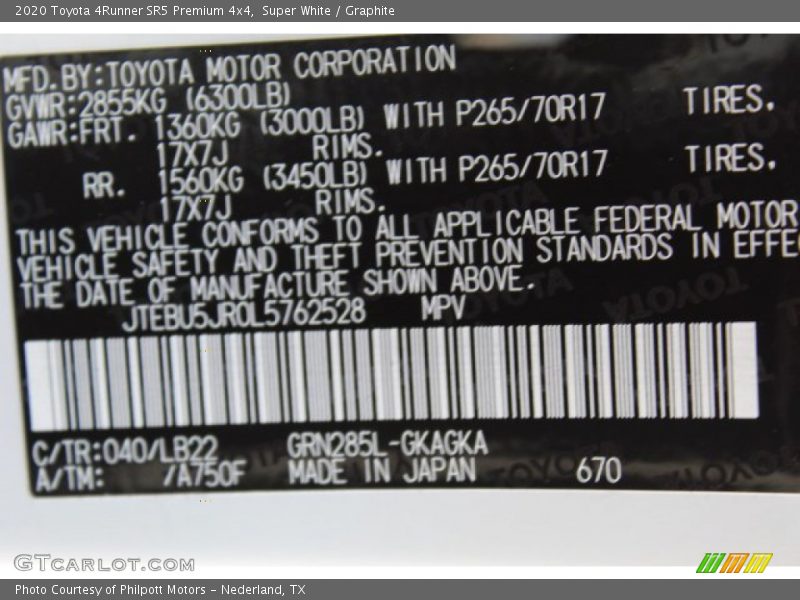 2020 Toyota 4Runner SR5 Premium 4x4,  Super White / Graphite
MFD.BY:TOYOTA MOTOR CORPORATION
GVWR:2855KG (6300LB)
GAWR:FRT. 1360KG (3000LB) WITH P265/70R17 TIRES.
17X7J RIMS.
RR. 1560KG (3450LB) WITH P265/70R17 TIRES.
17X7J RIMS.
THIS VEHICLE CONFORMS TO ALL APPLICABLE FEDERAL MOTOR
VEHICLE SAFETY AND THEFT PREVENTION STANDARDS IN EFFE
THE DATE OF MANUFACTURE SHOWN ABOVE.
JTEBU5JR0L5762528 MPV
C/TR:040/LB22 GRN285L-GKAGKA
A/TM: /A750F MADE IN JAPAN 670
GTCARLOT.COM
Photo Courtesy of Philpott Motors - Nederland, TX